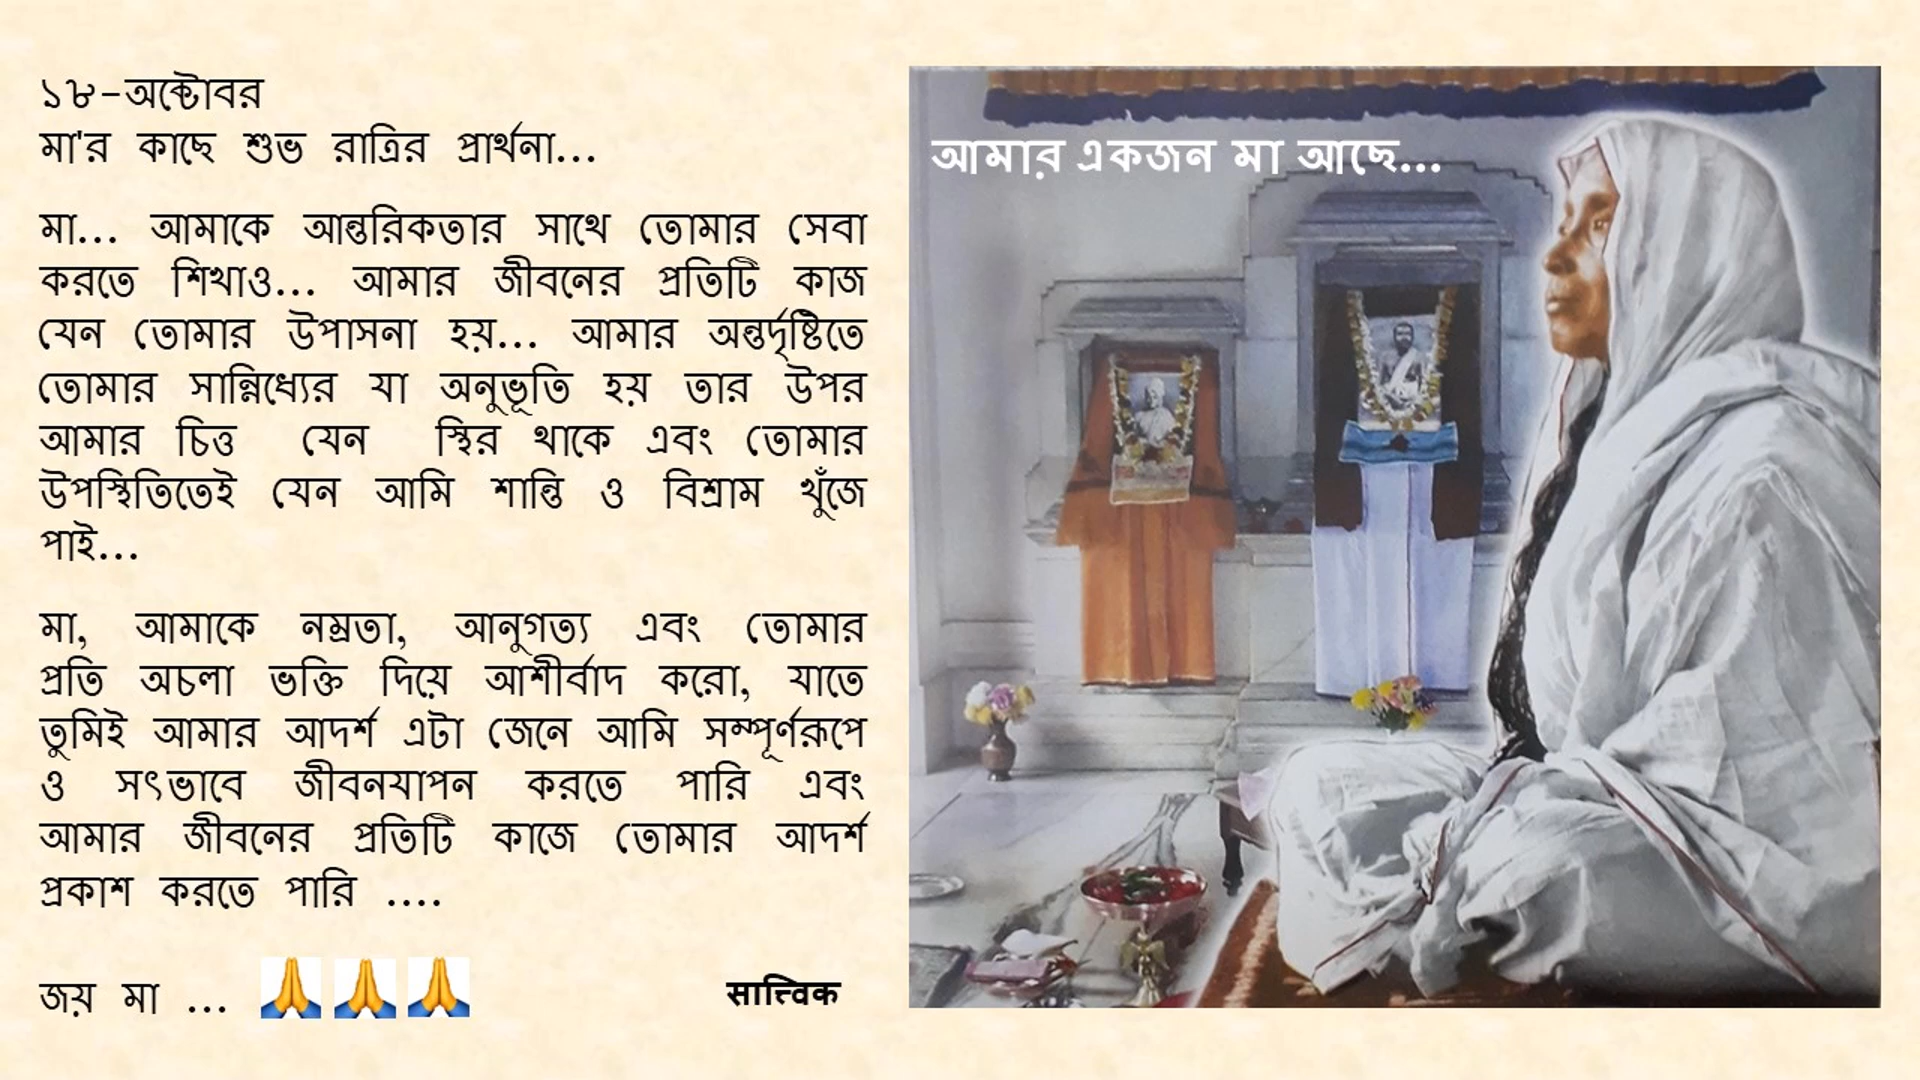 ১৮-অক্টোবর
মা'র কাছে শুভ রাত্রির প্রার্থনা...
মা... আমাকে আন্তরিকতার সাথে তোমার সেবা
করতে শিখাও... আমার জীবনের প্রতিটি কাজ
যেন তোমার উপাসনা হয়... আমার অন্তর্দৃষ্টিতে
তোমার সান্নিধ্যের যা অনুভূতি হয় তার উপর
আমার চিত্ত যেন স্থির থাকে এবং তোমার
উপস্থিতিতেই যেন আমি শান্তি ও বিশ্রাম খুঁজে
পাই...
মা, আমাকে নম্রতা, আনুগত্য এবং তোমার
প্রতি অচলা ভক্তি দিয়ে আশীর্বাদ করো, যাতে
তুমিই আমার আদর্শ এটা জেনে আমি সম্পূর্ণরূপে
ও সৎভাবে জীবনযাপন করতে পারি এবং
আমার জীবনের প্রতিটি কাজে তোমার আদর্শ
প্রকাশ করতে পারি ....
জয় মা ... 🙏🙏🙏
सात्त्विक
আমার একজন মা আছে...